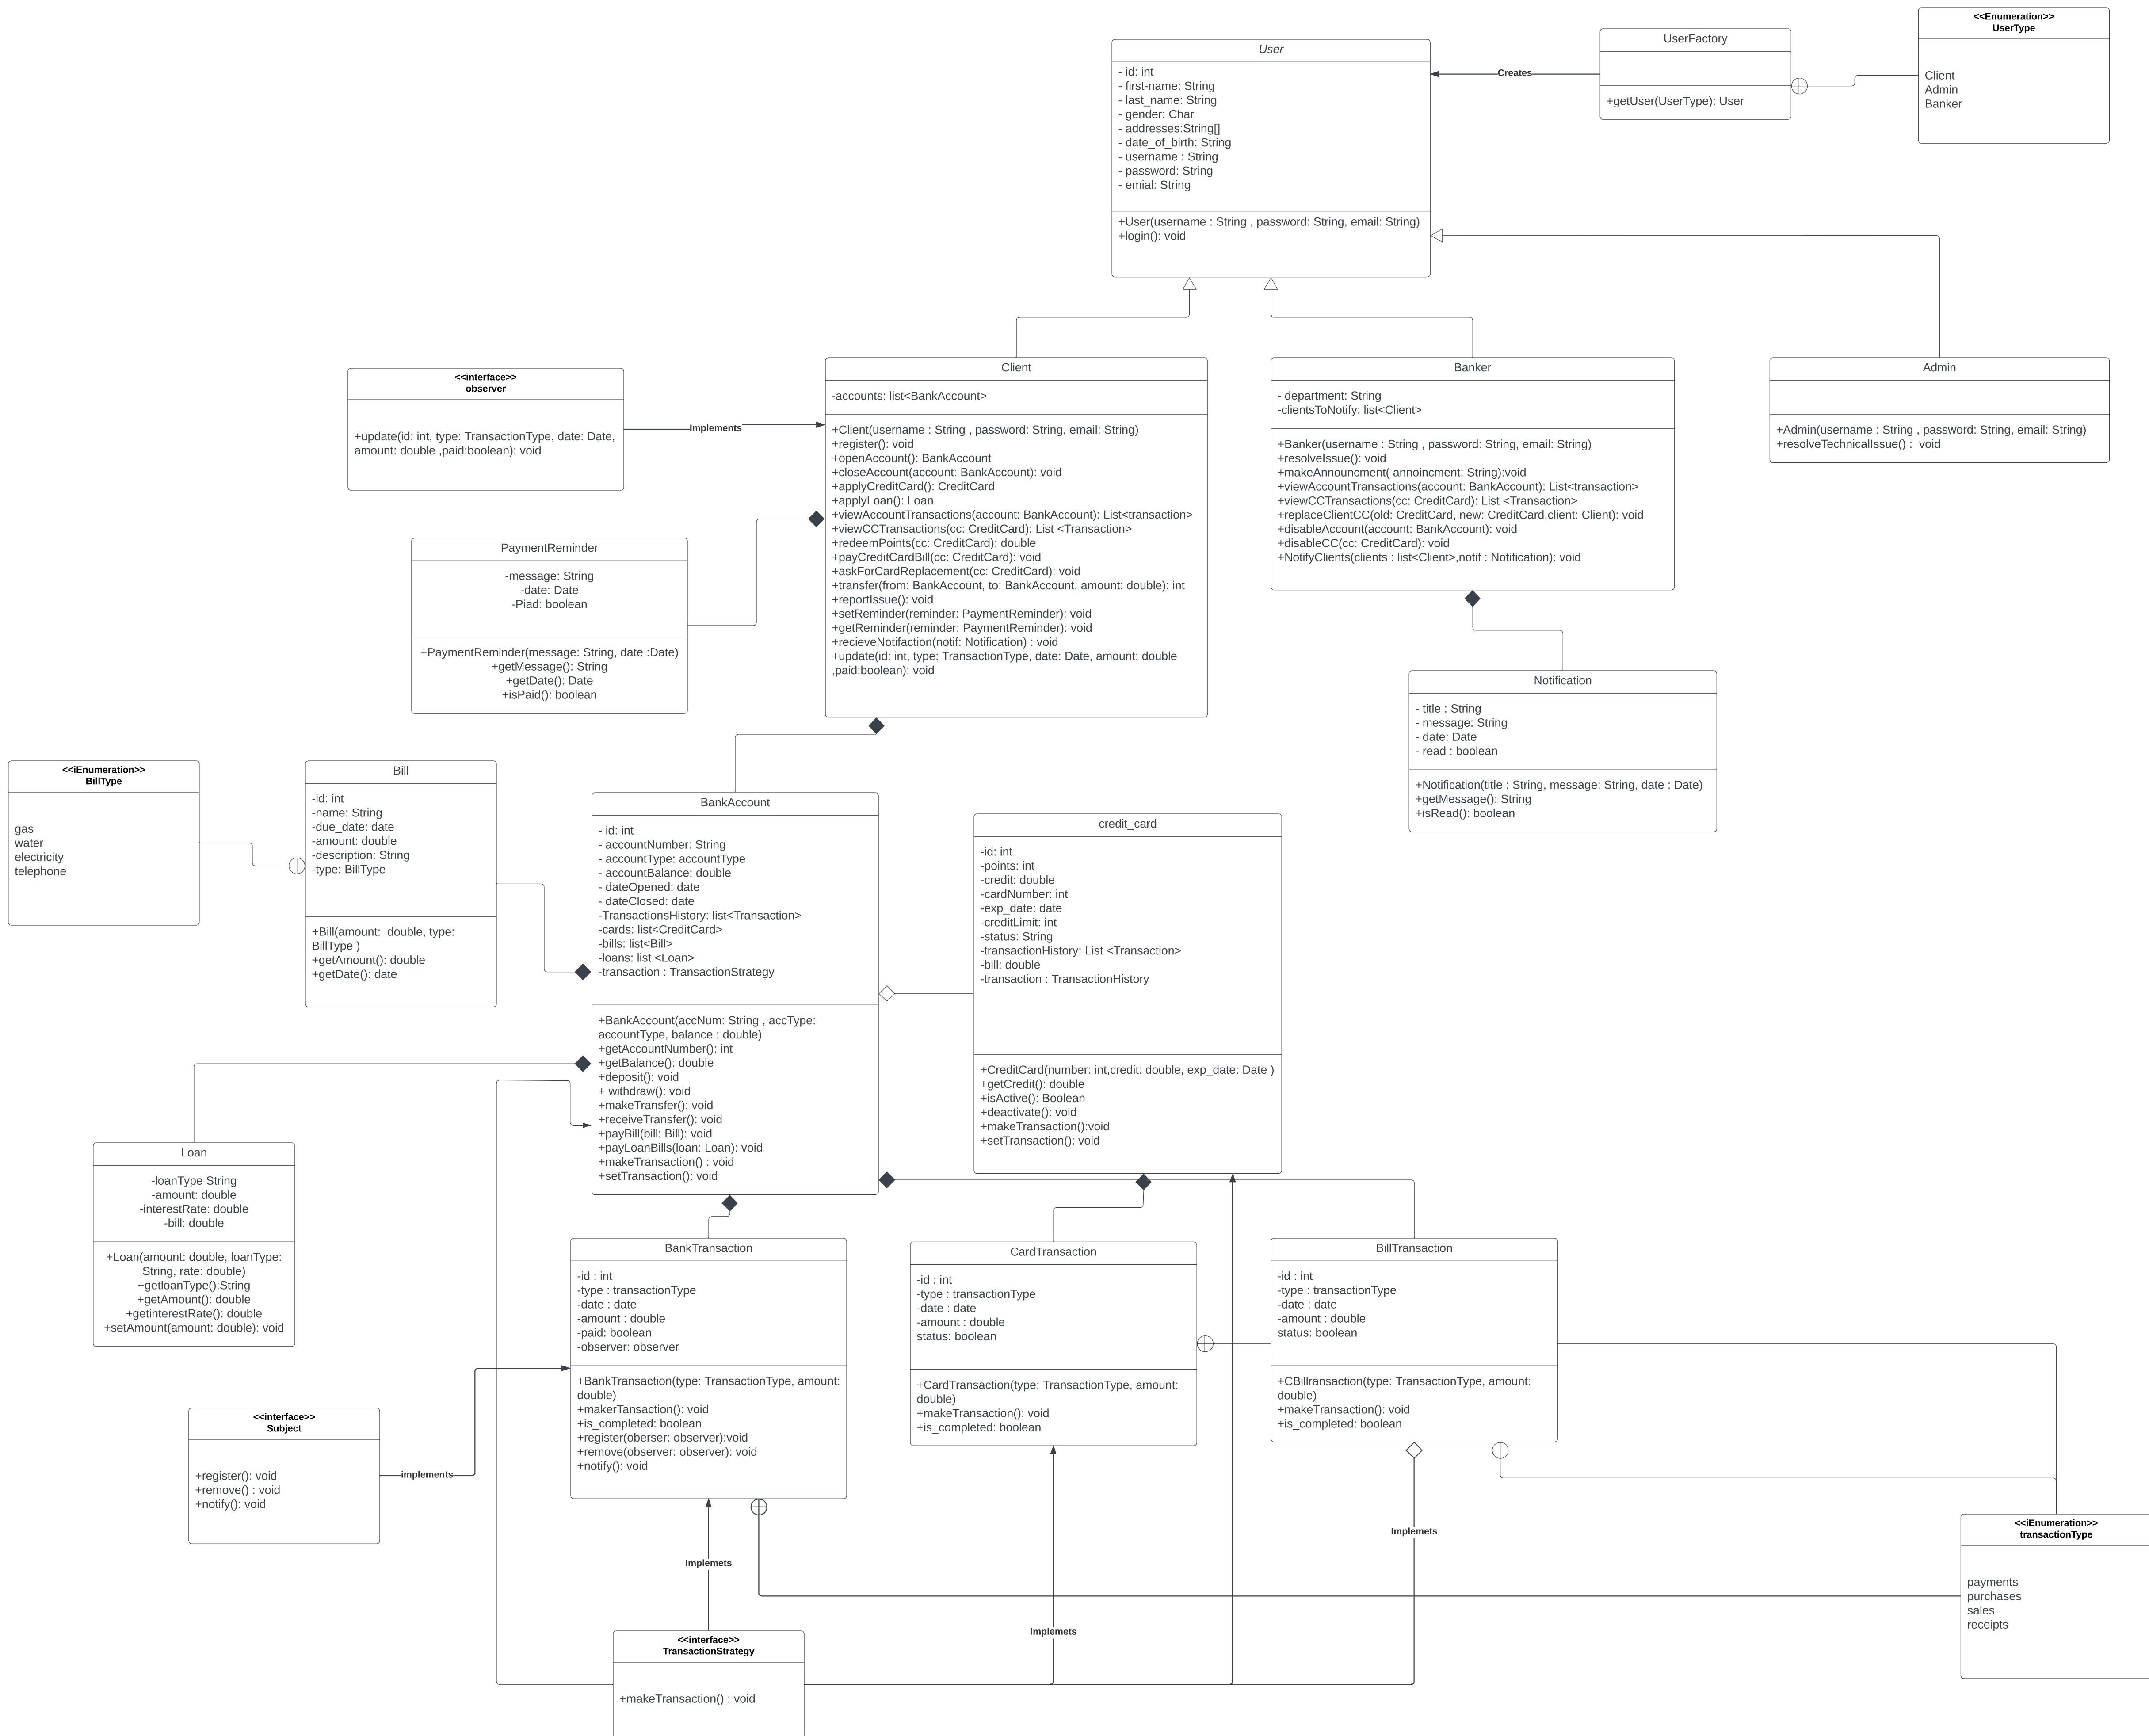 <<Enumeration>>
UserType
Client
Admin
Banker
UserFactory
+getUser(UserType): User
Creates
User
- id: int
- first-name: String
- last_name: String
- gender: Char
- addresses:String[]
- date_of_birth: String
- username : String
- password: String
- emial: String
+User(username : String , password: String, email: String)
+login(): void
<<interface>>
observer
+update(id: int, type: TransactionType, date: Date,
amount: double ,paid:boolean): void
Implements
Client
-accounts: list<BankAccount>
+Client(username : String , password: String, email: String)
+register(): void
+openAccount(): BankAccount
+closeAccount(account: BankAccount): void
+applyCreditCard(): CreditCard
+applyLoan(): Loan
+viewAccountTransactions(account: BankAccount): List<transaction>
+viewCCTransactions(cc: CreditCard): List <Transaction>
+redeemPoints(cc: CreditCard): double
+payCreditCardBill(cc: CreditCard): void
+askForCardReplacement(cc: CreditCard): void
+transfer(from: BankAccount, to: BankAccount, amount: double): int
+reportIssue(): void
+setReminder(reminder: PaymentReminder): void
+getReminder(reminder: PaymentReminder): void
+recieveNotifaction(notif: Notification) : void
+update(id: int, type: TransactionType, date: Date, amount: double
,paid:boolean): void
Banker
- department: String
-clientsToNotify: list<Client>
+Banker(username : String , password: String, email: String)
+resolveIssue(): void
+makeAnnouncment( annoincment: String):void
+viewAccountTransactions(account: BankAccount): List<transaction>
+viewCCTransactions(cc: CreditCard): List <Transaction>
+replaceClientCC(old: CreditCard, new: CreditCard,client: Client): void
+disableAccount(account: BankAccount): void
+disableCC(cc: CreditCard): void
+NotifyClients(clients : list<Client>,notif : Notification): void
Admin
+Admin(username : String , password: String, email: String)
+resolveTechnicalIssue() :  void
PaymentReminder
-message: String
-date: Date
-Piad: boolean
+PaymentReminder(message: String, date :Date)
+getMessage(): String
+getDate(): Date
+isPaid(): boolean
Notification
- title : String
- message: String
- date: Date
- read : boolean
+Notification(title : String, message: String, date : Date)
+getMessage(): String
+isRead(): boolean
<<iEnumeration>>
BillType
gas
water
electricity
telephone
Bill
-id: int
-name: String
-due_date: date
-amount: double
-description: String
-type: BillType
+Bill(amount:  double, type:
BillType )
+getAmount(): double
+getDate(): date
BankAccount
- id: int
- accountNumber: String
- accountType: accountType
- accountBalance: double
- dateOpened: date
- dateClosed: date
-TransactionsHistory: list<Transaction>
-cards: list<CreditCard>
-bills: list<Bill>
-loans: list <Loan>
-transaction : TransactionStrategy
+BankAccount(accNum: String , accType:
accountType, balance : double)
+getAccountNumber(): int
+getBalance(): double
+deposit(): void
+ withdraw(): void
+makeTransfer(): void
+receiveTransfer(): void
+payBill(bill: Bill): void
+payLoanBills(loan: Loan): void
+makeTransaction() : void
+setTransaction(): void
credit_card
-id: int
-points: int
-credit: double
-cardNumber: int
-exp_date: date
-creditLimit: int
-status: String
-transactionHistory: List <Transaction>
-bill: double
-transaction : TransactionHistory
+CreditCard(number: int,credit: double, exp_date: Date )
+getCredit(): double
+isActive(): Boolean
+deactivate(): void
+makeTransaction():void
+setTransaction(): void
Loan
-loanType String
-amount: double
-interestRate: double
-bill: double
+Loan(amount: double, loanType:
String, rate: double)
+getloanType():String
+getAmount(): double
+getinterestRate(): double
+setAmount(amount: double): void
BankTransaction
-id : int
-type : transactionType
-date : date
-amount : double
-paid: boolean
-observer: observer
+BankTransaction(type: TransactionType, amount:
double)
+makerTansaction(): void
+is_completed: boolean
+register(oberser: observer):void
+remove(observer: observer): void
+notify(): void
CardTransaction
-id : int
-type : transactionType
-date : date
-amount : double
status: boolean
+CardTransaction(type: TransactionType, amount:
double)
+makeTransaction(): void
+is_completed: boolean
BillTransaction
-id : int
-type : transactionType
-date : date
-amount : double
status: boolean
+CBillransaction(type: TransactionType, amount:
double)
+makeTransaction(): void
+is_completed: boolean
<<interface>>
Subject
+register(): void
+remove() : void
+notify(): void
implements
Implemets
Implemets
Implemets
<<iEnumeration>>
transactionType
payments
purchases
sales
receipts
<<interface>>
TransactionStrategy
+makeTransaction() : void